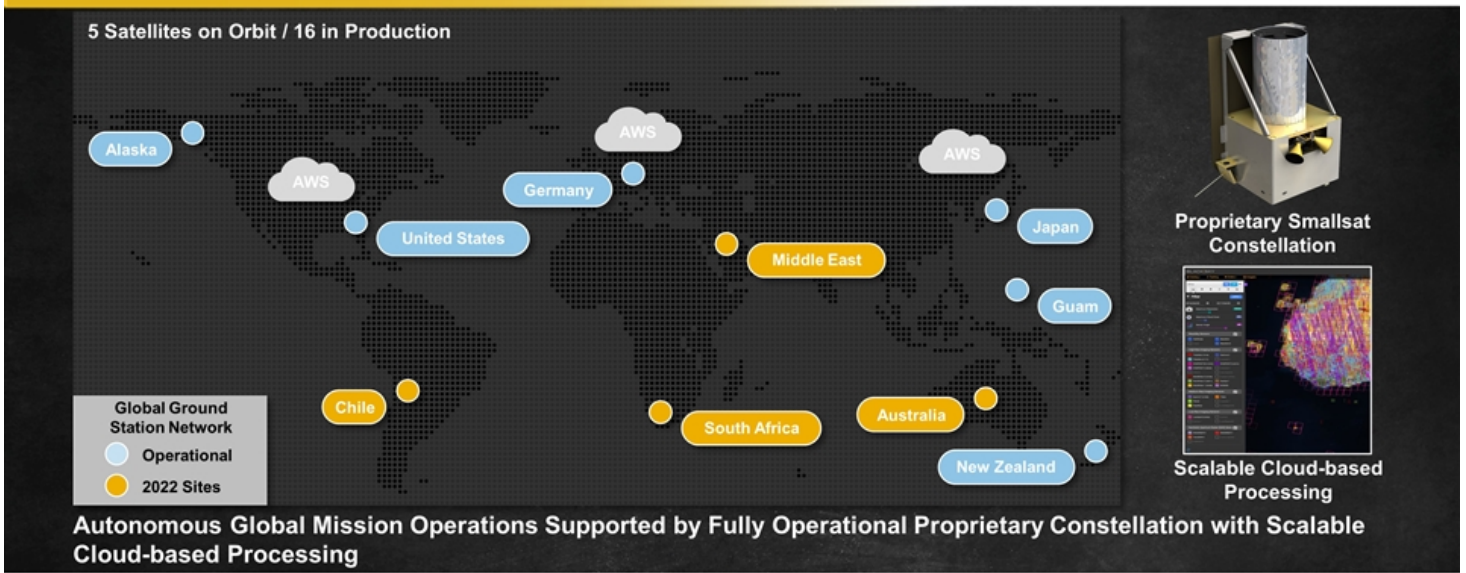 5 Satellites on Orbit / 16 in Production
Alaska
AWS
United States
AWS
Germany
AWS
Japan
Middle East
Guam
Chile
South Africa
Australia
New Zealand
Global Ground
Station Network
Operational
2022 Sites
Proprietary Smallsat
Constellation
Scalable Cloud-based
Processing
Autonomous Global Mission Operations Supported by Fully Operational Proprietary Constellation with Scalable
Cloud-based Processing